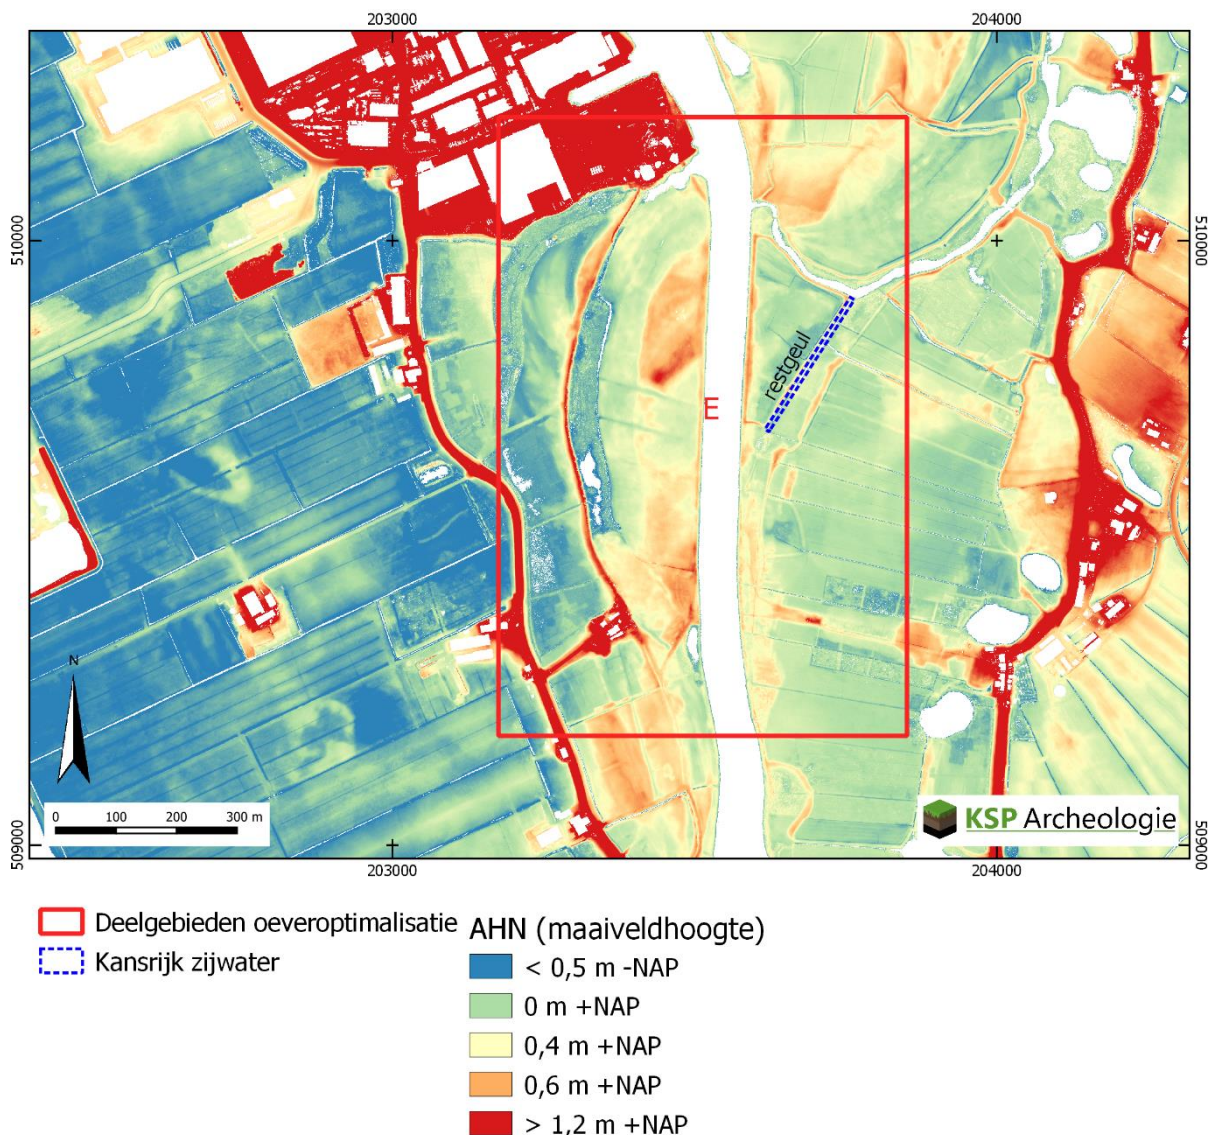 203000
204000
510000
510000
restgeul
E
N
0 100 200 300 m
KSP Archeologie
509000
509000
203000
204000
Deelgebieden oeveroptimalisatie
Kansrijk zijwater
AHN (maaiveldhoogte)
< 0,5 m -NAP
0 m +NAP
0,4 m +NAP
0,6 m +NAP
> 1,2 m +NAP